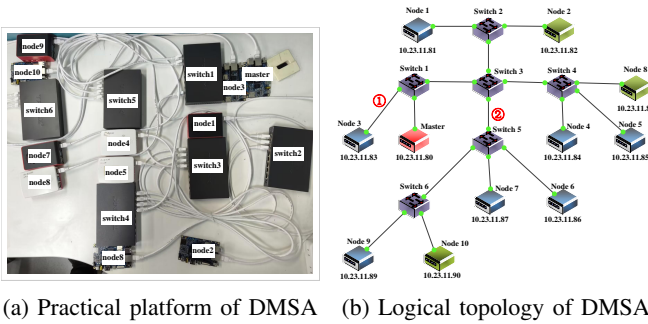 node9
node10
switch6
switch5
switch1
master
node3
node1
node4
switch3
switch2
node7
node5
node8
switch4
node8
node2
Node 1
Switch 2
Node 2
10.23.11.81
10.23.11.82
Switch 1
Switch 3
Switch 4
Node 8
①
②
Node 3
Master
Switch 5
Node 4
Node 5
10.23.11.83
10.23.11.80
10.23.11.84
10.23.11.85
Switch 6
Node 7
Node 6
10.23.11.87
10.23.11.86
Node 9
Node 10
10.23.11.89
10.23.11.90
(a) Practical platform of DMSA
(b) Logical topology of DMSA